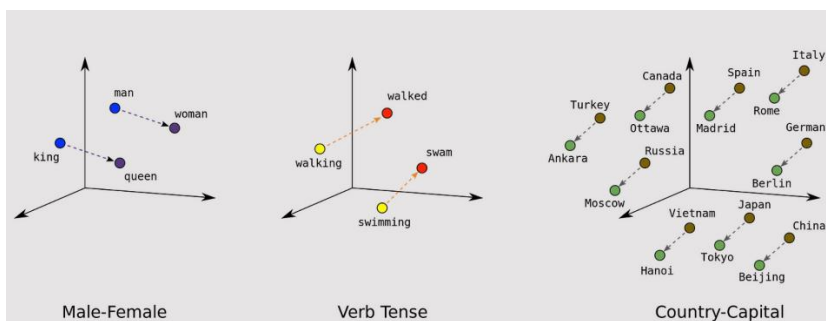 man
woman
king
queen
Male-Female
walked
swam
walking
swimming
Verb Tense
Italy
Canada
Spain
Turkey
Rome
Ottawa
Madrid
German
Ankara
Russia
Berlin
Moscow
Vietnam
Japan
China
Tokyo
Hanoi
Beijing
Country-Capital